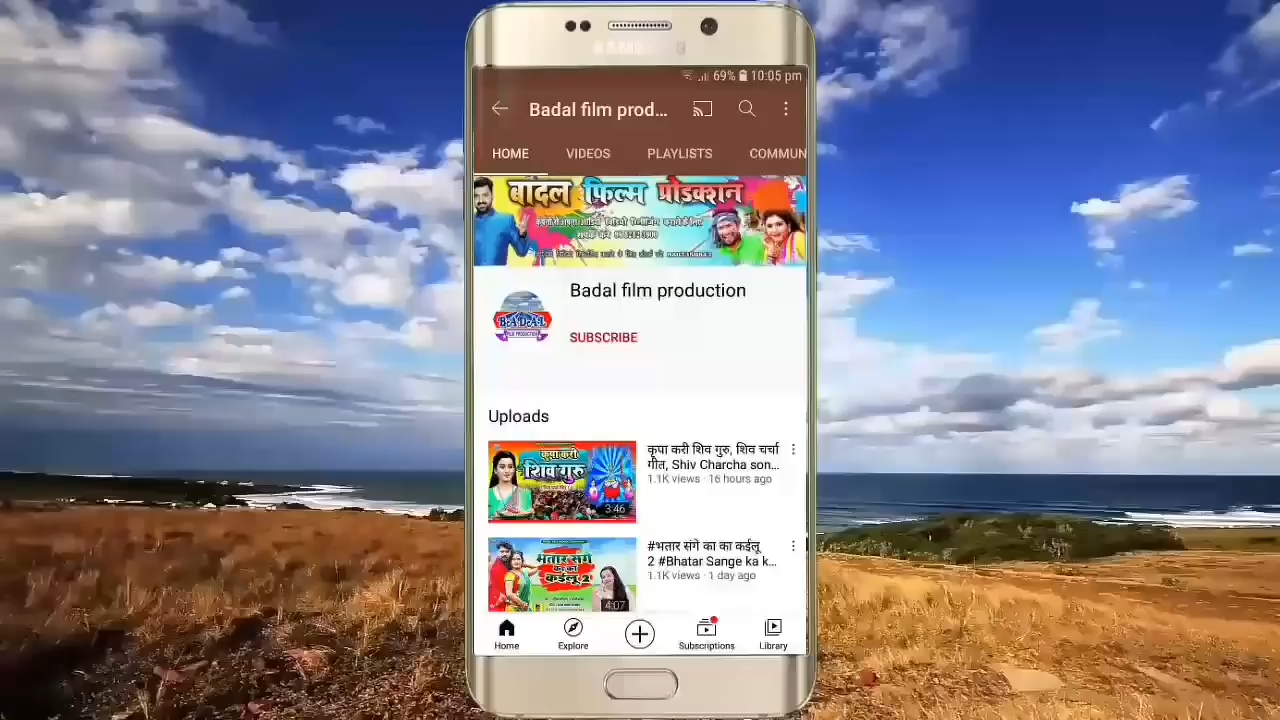 SAMSUNG
69% 10:05 pm
Badal film prod...
HOME VIDEOS PLAYLISTS COMMUN
बादल फिल्म प्रोडक्शन
Badal film production
BADAL
FILM PRODUCTION
SUBSCRIBE
Uploads
कृपा करी
शिव गुरु
3:46
कृपा करी शिव गुरु, शिव चर्चा
गीत, Shiv Charcha son...
1.1K views · 16 hours ago
भतार संगे
का का
कईलू 2
4:07
#भतार संगे का का कईलू
2 #Bhatar Sange ka k...
1.1K views · 1 day ago
Home Explore Subscriptions Library